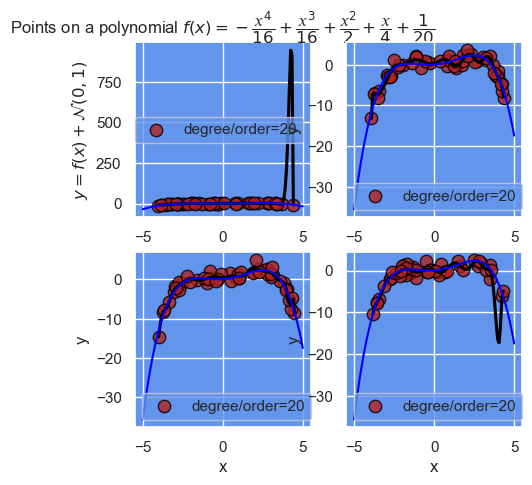 Points on a polynomial f(x) = − x⁴/16 + x³/16 + x²/2 + x/4 + 1/20
y = f(x) + 𝒩(0, 1)
750
500
250
0
degree/order=20
y
−5 0 5
0
−10
−20
−30
degree/order=20
−5 0 5
y
0
−10
−20
−30
degree/order=20
−5 0 5
x
y
0
−10
−20
−30
degree/order=20
−5 0 5
x